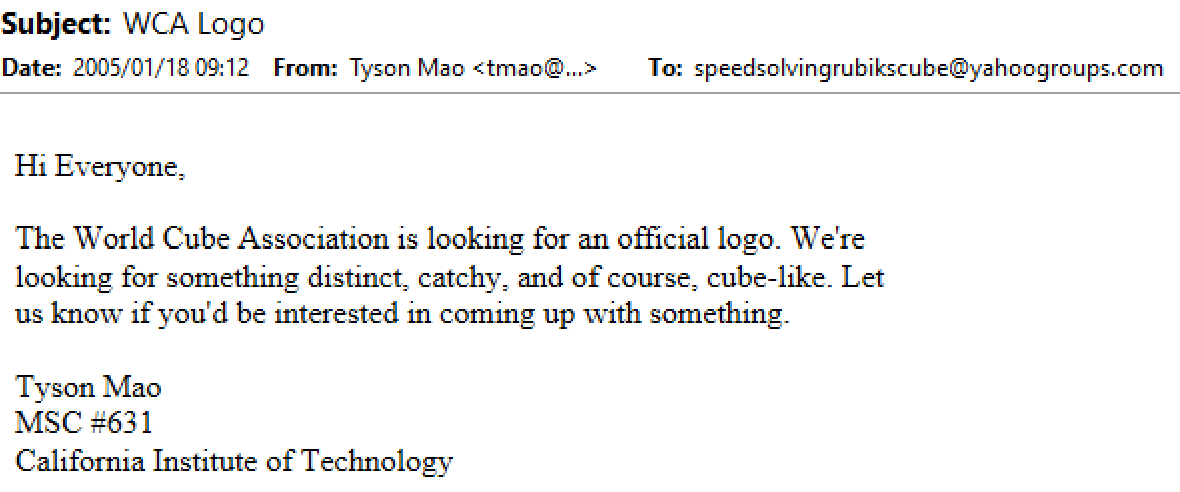 Subject: WCA Logo
Date: 2005/01/18 09:12 From: Tyson Mao <tmao@...> To: speedsolvingrubikscube@yahoogroups.com
Hi Everyone,
The World Cube Association is looking for an official logo. We're
looking for something distinct, catchy, and of course, cube-like. Let
us know if you'd be interested in coming up with something.
Tyson Mao
MSC #631
California Institute of Technology